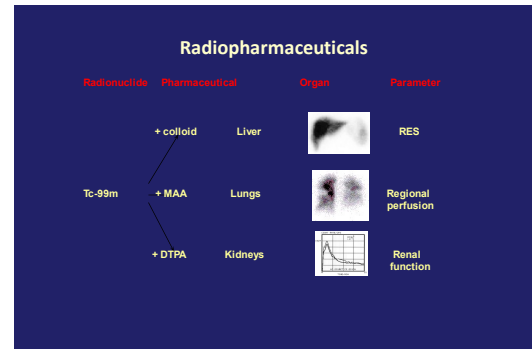 Radiopharmaceuticals
Radionuclide Pharmaceutical Organ Parameter
+ colloid Liver RES
Tc-99m + MAA Lungs Regional perfusion
+ DTPA Kidneys Renal function